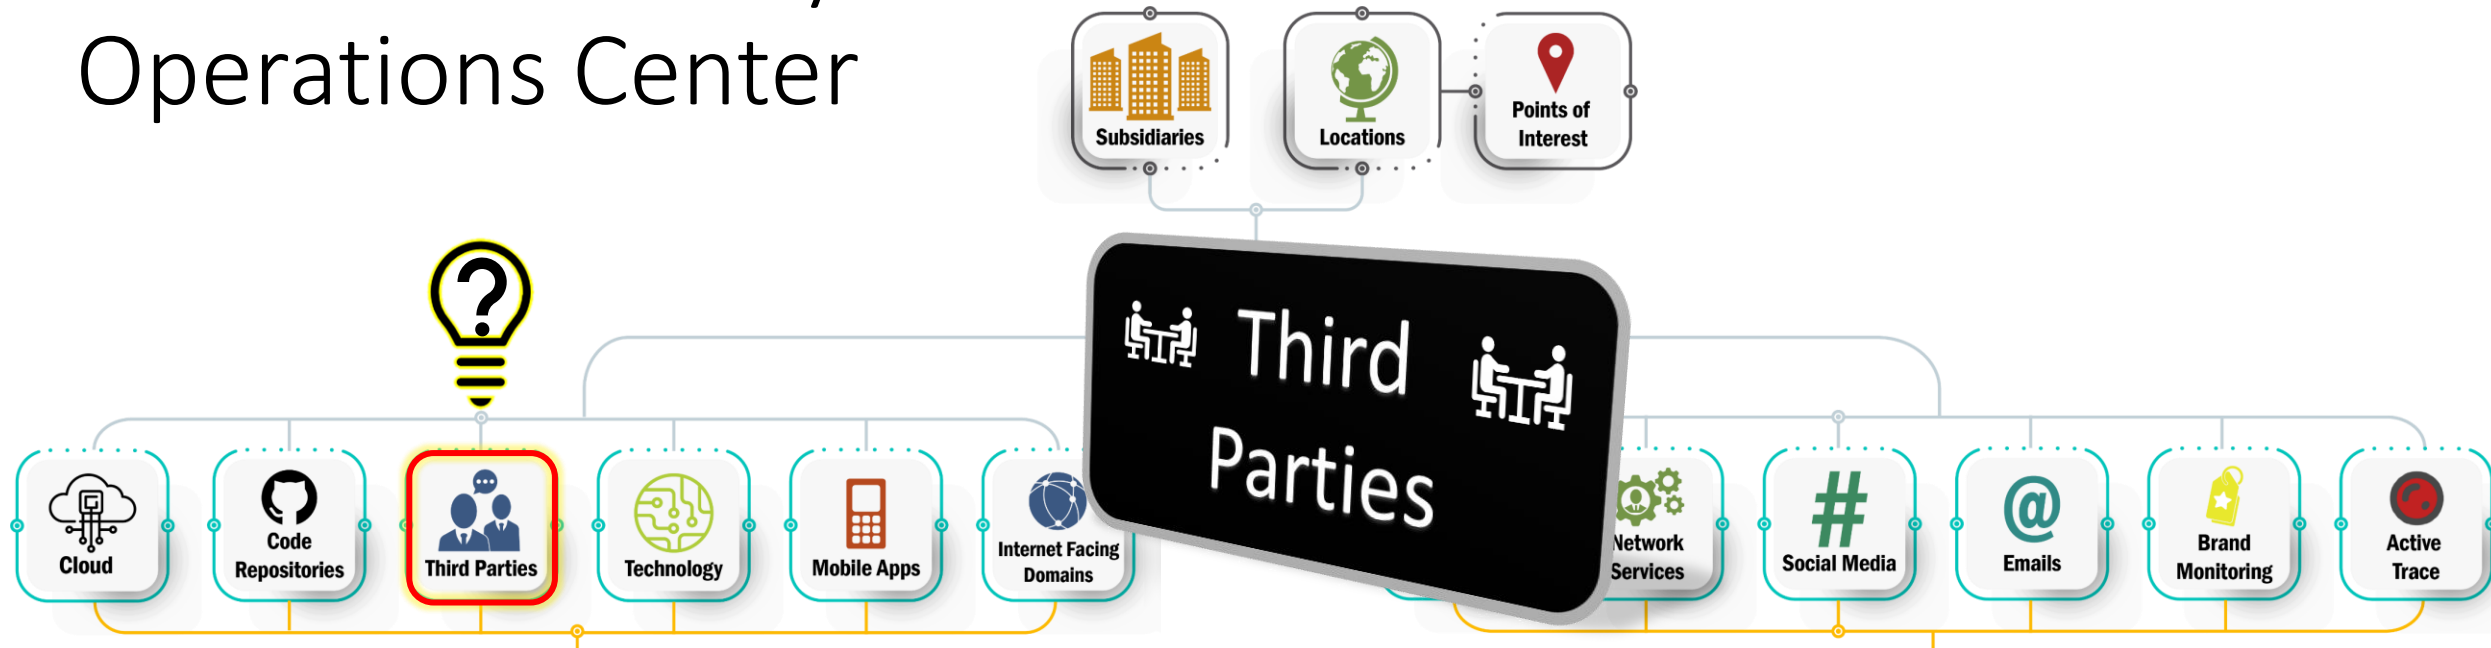 Operations Center
Subsidiaries
Locations
Points of
Interest
?
Third
Parties
Cloud
Code
Repositories
Third Parties
Technology
Mobile Apps
Internet Facing
Domains
Network
Services
#
Social Media
@
Emails
Brand
Monitoring
Active
Trace